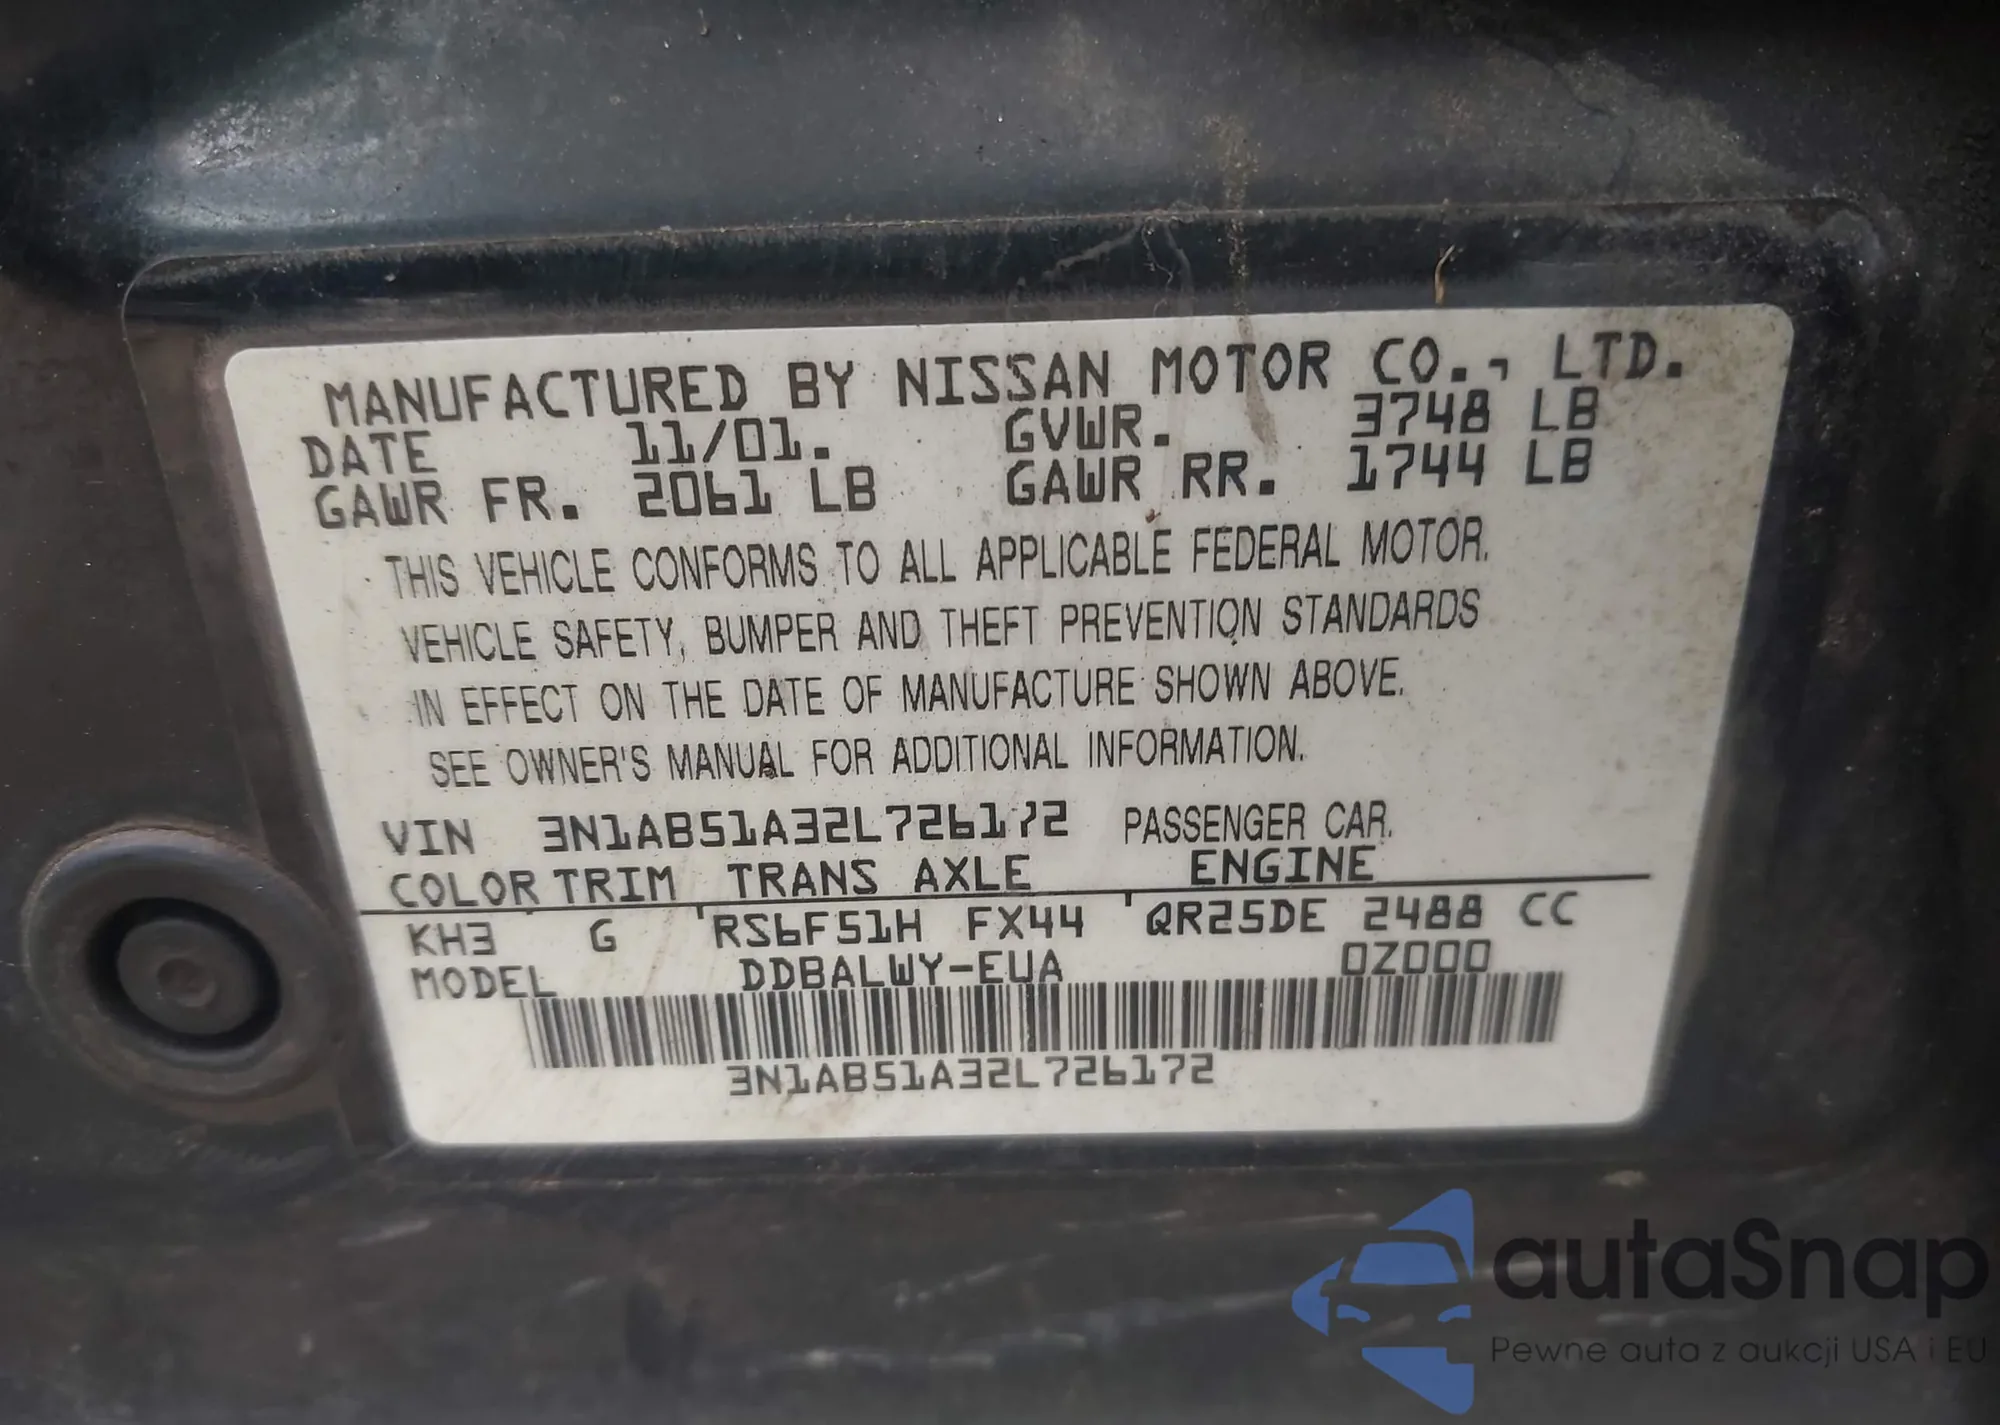 MANUFACTURED BY NISSAN MOTOR CO., LTD.
DATE 11/01. GVWR. 3748 LB
GAWR FR. 2061 LB GAWR RR. 1744 LB
THIS VEHICLE CONFORMS TO ALL APPLICABLE FEDERAL MOTOR
VEHICLE SAFETY, BUMPER AND THEFT PREVENTION STANDARDS
IN EFFECT ON THE DATE OF MANUFACTURE SHOWN ABOVE.
SEE OWNER'S MANUAL FOR ADDITIONAL INFORMATION.
VIN 3N1AB51A32L726172 PASSENGER CAR.
COLOR TRIM TRANS AXLE ENGINE
KH3 G RS6F51H FX44 QR25DE 2488 CC
MODEL DDBALWY-EUA 0Z000
3N1AB51A32L726172
autaSnap
Pewne auta z aukcji USA i EU